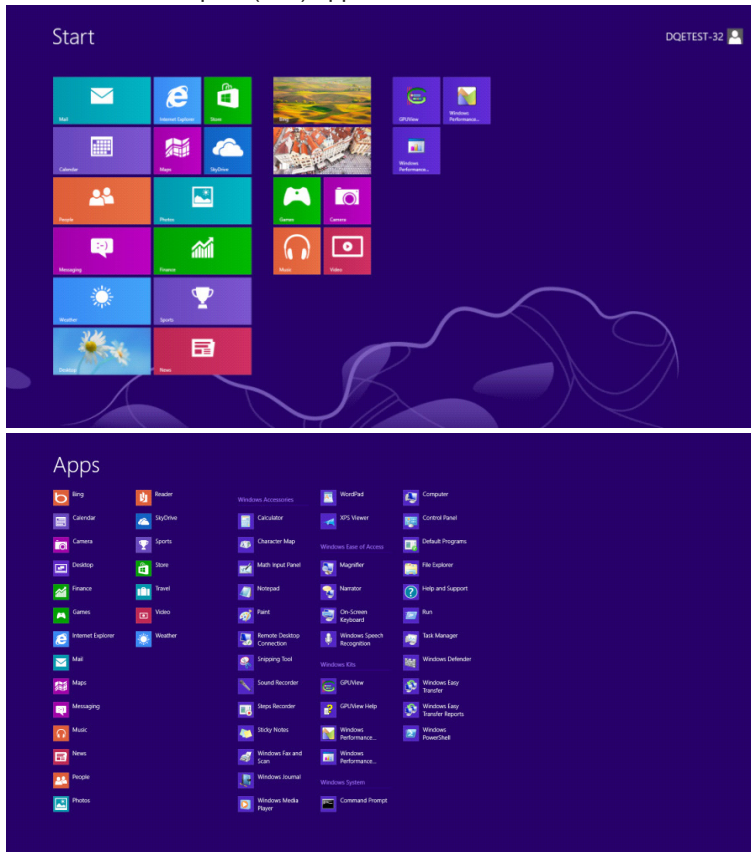 Start
DQETEST-32
Mail
Internet Explorer
Store
Bing
GPUView
Windows Performance...
Calendar
Maps
SkyDrive
Windows Performance...
People
Photos
Games
Camera
Messaging
Finance
Music
Video
Weather
Sports
Desktop
News
Apps
Bing
Calendar
Camera
Desktop
Finance
Games
Internet Explorer
Mail
Maps
Messaging
Music
News
People
Photos
Reader
SkyDrive
Sports
Store
Travel
Video
Weather
Windows Accessories
Calculator
Character Map
Math Input Panel
Notepad
Paint
Remote Desktop
Connection
Snipping Tool
Sound Recorder
Steps Recorder
Sticky Notes
Windows Fax and
Scan
Windows Journal
Windows Media
Player
WordPad
XPS Viewer
Windows Ease of Access
Magnifier
Narrator
On-Screen
Keyboard
Windows Speech
Recognition
Windows Kits
GPUView
GPUView Help
Windows
Performance...
Windows
Performance...
Windows System
Command Prompt
Computer
Control Panel
Default Programs
File Explorer
Help and Support
Run
Task Manager
Windows Defender
Windows Easy
Transfer
Windows Easy
Transfer Reports
Windows
PowerShell